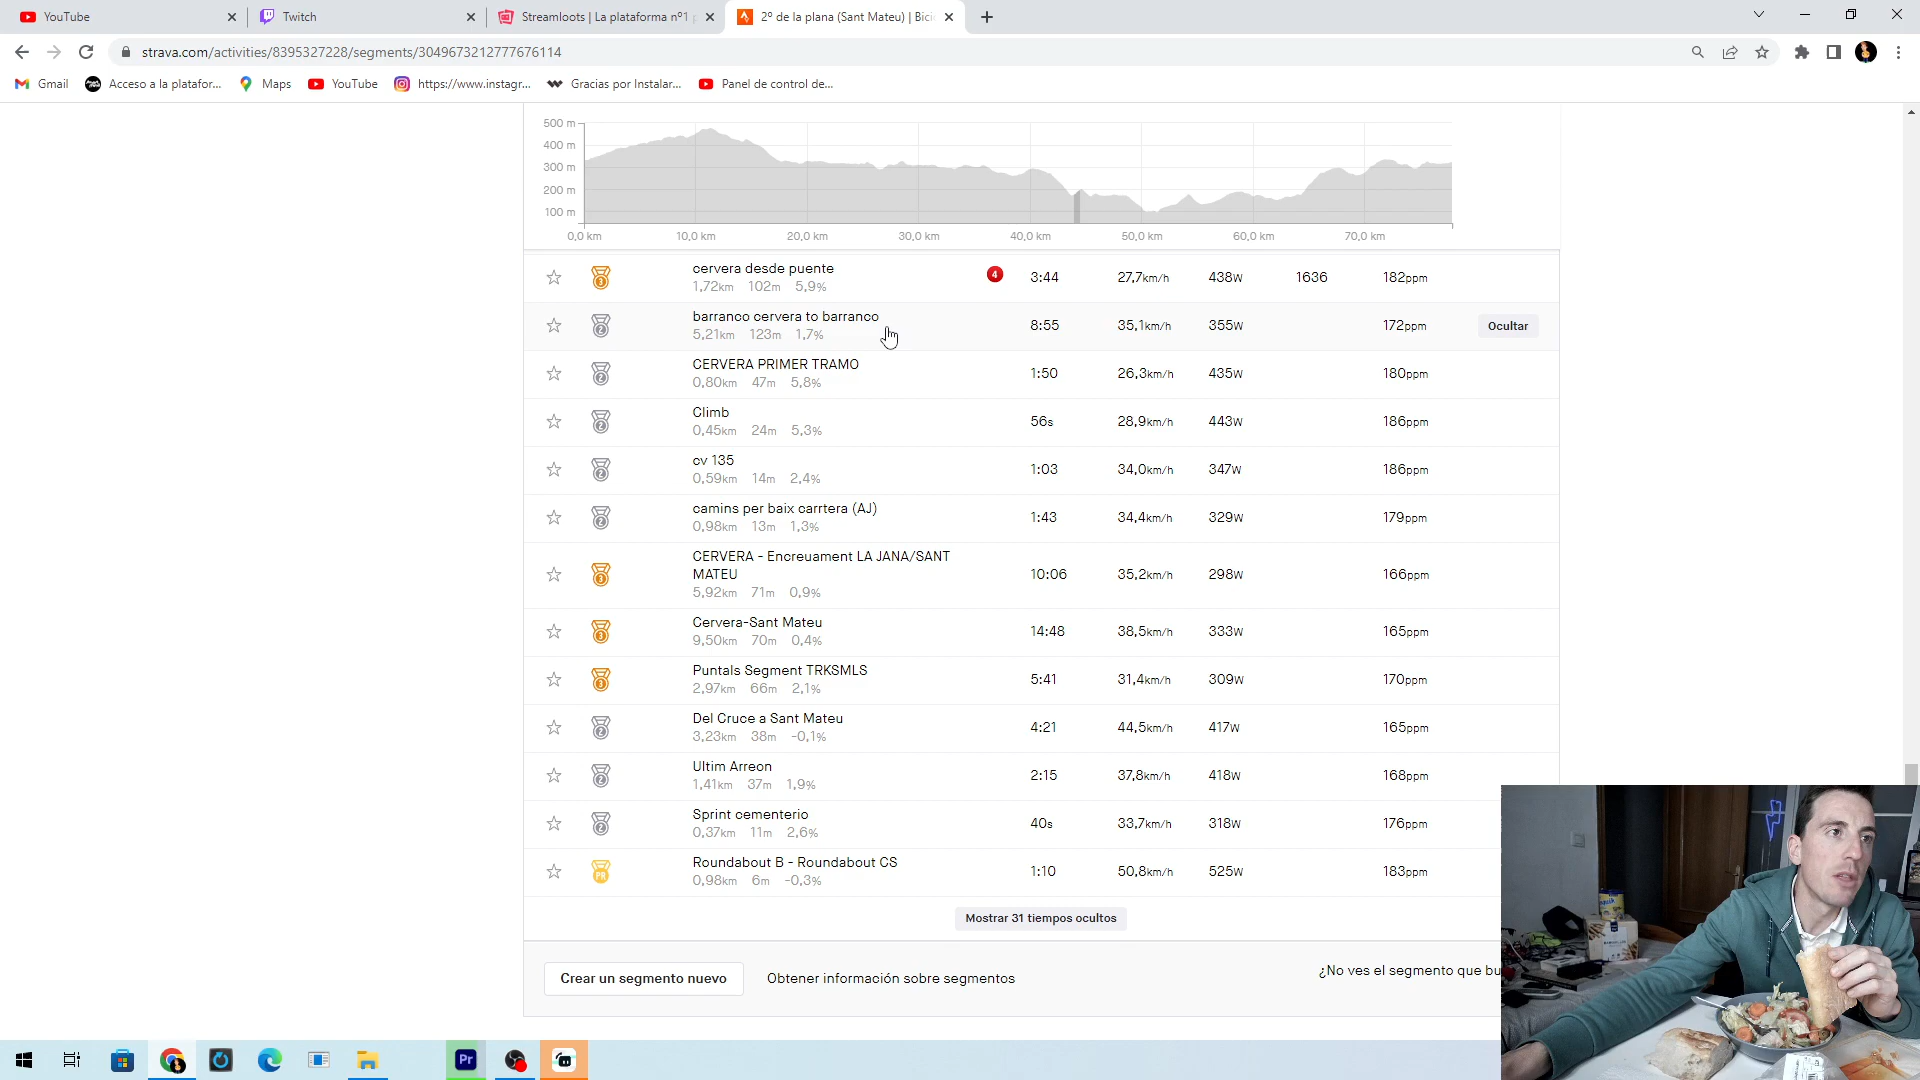 YouTube
Twitch
Streamloots | La plataforma nº1 p
2º de la plana (Sant Mateu) | Bici
strava.com/activities/8395327228/segments/3049673212777676114
Gmail
Acceso a la platafor...
Maps
YouTube
https://www.instagr...
Gracias por Instalar...
Panel de control de...
500 m
400 m
300 m
200 m
100 m
0,0 km 10,0 km 20,0 km 30,0 km 40,0 km 50,0 km 60,0 km 70,0 km
cervera desde puente
4 3:44 27,7km/h 438W 1636 182ppm
1,72km 102m 5,9%
barranco cervera to barranco
8:55 35,1km/h 355W 172ppm Ocultar
5,21km 123m 1,7%
CERVERA PRIMER TRAMO
1:50 26,3km/h 435W 180ppm
0,80km 47m 5,8%
Climb
56s 28,9km/h 443W 186ppm
0,45km 24m 5,3%
cv 135
1:03 34,0km/h 347W 186ppm
0,59km 14m 2,4%
camins per baix carrtera (AJ)
1:43 34,4km/h 329W 179ppm
0,98km 13m 1,3%
CERVERA - Encreuament LA JANA/SANT
MATEU
10:06 35,2km/h 298W 166ppm
5,92km 71m 0,9%
Cervera-Sant Mateu
14:48 38,5km/h 333W 165ppm
9,50km 70m 0,4%
Puntals Segment TRKSMLS
5:41 31,4km/h 309W 170ppm
2,97km 66m 2,1%
Del Cruce a Sant Mateu
4:21 44,5km/h 417W 165ppm
3,23km 38m -0,1%
Ultim Arreon
2:15 37,8km/h 418W 168ppm
1,41km 37m 1,9%
Sprint cementerio
40s 33,7km/h 318W 176ppm
0,37km 11m 2,6%
Roundabout B - Roundabout CS
1:10 50,8km/h 525W 183ppm
0,98km 6m -0,3%
Mostrar 31 tiempos ocultos
Crear un segmento nuevo
Obtener información sobre segmentos
¿No ves el segmento que bu
Pr